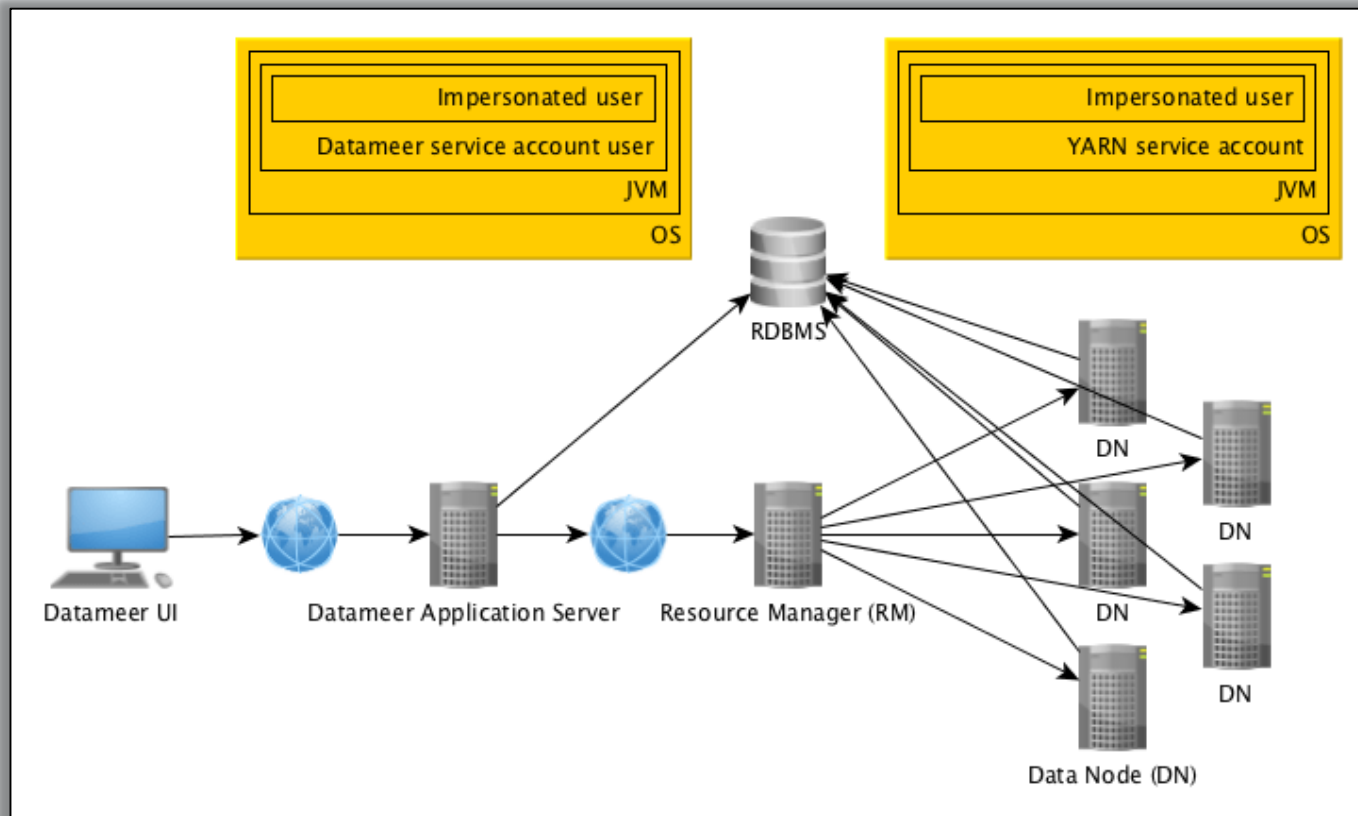 Impersonated user
Datameer service account user
JVM
OS
Impersonated user
YARN service account
JVM
OS
RDBMS
DN
DN
Datameer UI
Datameer Application Server
Resource Manager (RM)
DN
DN
Data Node (DN)